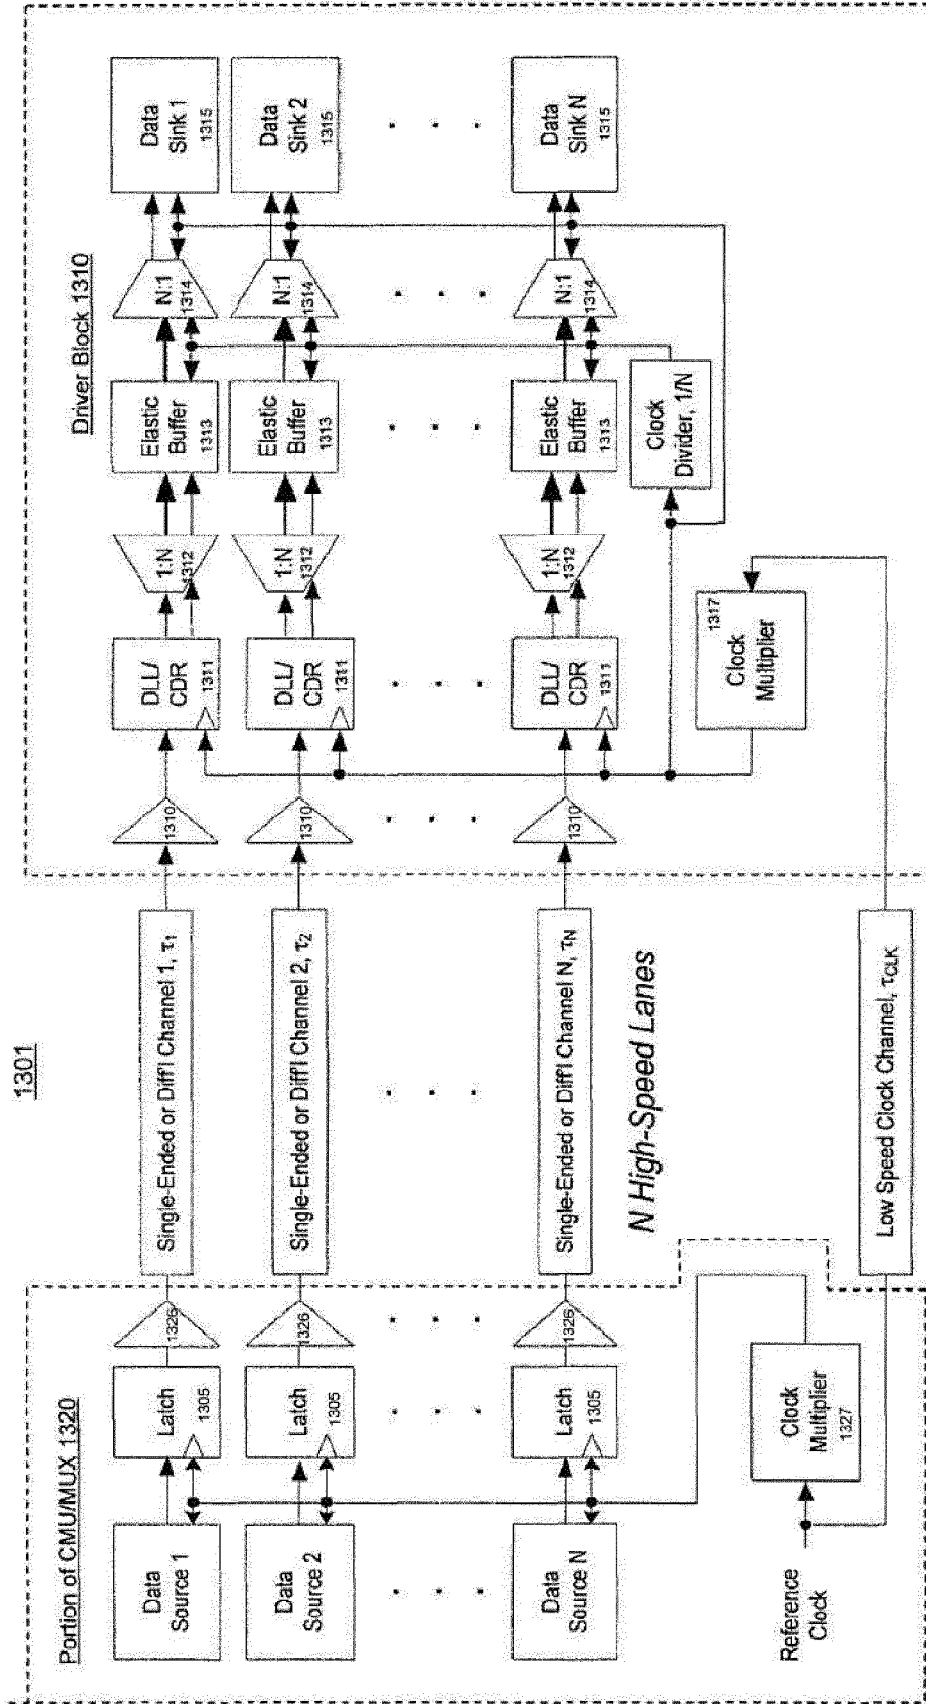 1301
Portion of CMU/MUX 1320
Data
Source 1
Latch
1305
1326
Single-Ended or Diff'l Channel 1, τ1
Data
Source 2
Latch
1305
1326
Single-Ended or Diff'l Channel 2, τ2
Data
Source N
Latch
1305
1326
Single-Ended or Diff'l Channel N, τN
N High-Speed Lanes
Reference
Clock
Clock
Multiplier
1327
Low Speed Clock Channel, τCLK
Driver Block 1310
1310
DLL/
CDR
1311
1:N
1312
Elastic
Buffer
1313
N:1
1314
Data
Sink 1
1315
1310
DLL/
CDR
1311
1:N
1312
Elastic
Buffer
1313
N:1
1314
Data
Sink 2
1315
1310
DLL/
CDR
1311
1:N
1312
Elastic
Buffer
1313
N:1
1314
Data
Sink N
1315
Clock
Divider, 1/N
1317
Clock
Multiplier